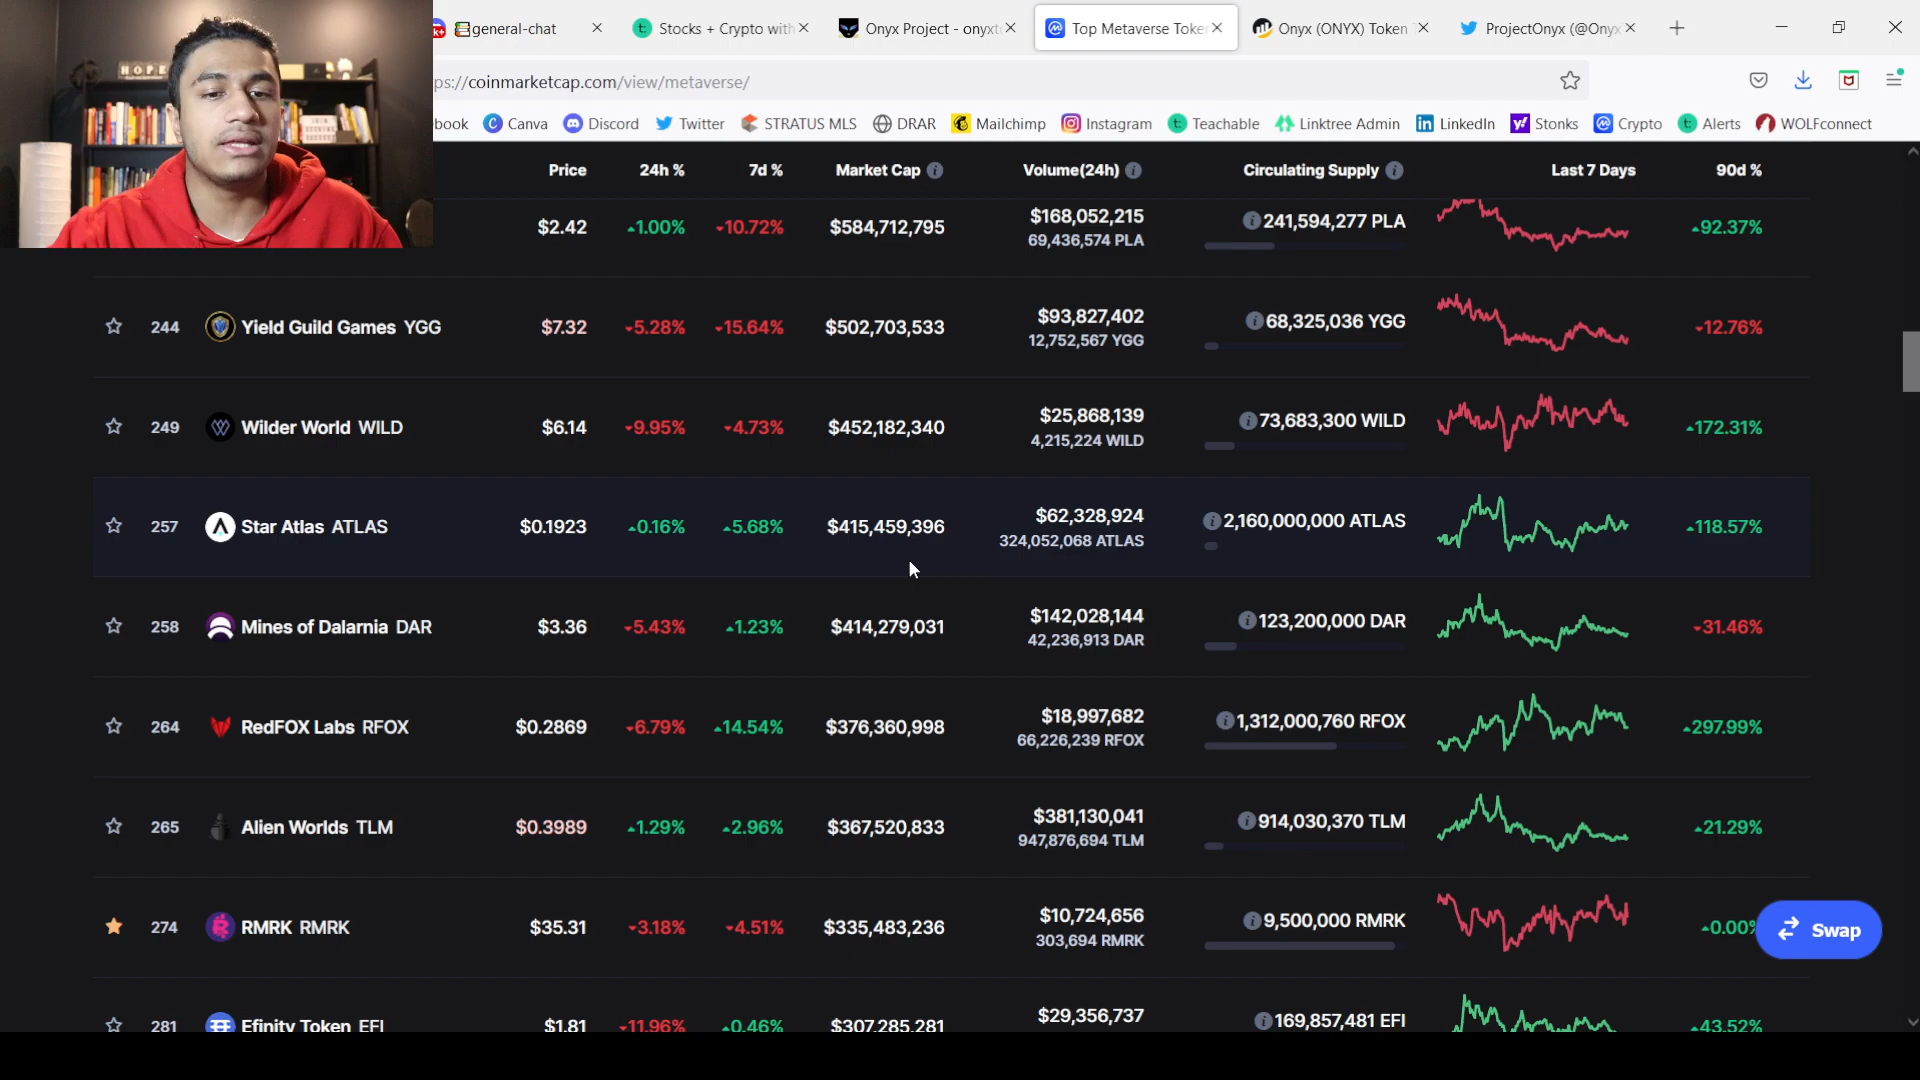 general-chat
Stocks + Crypto with
Onyx Project - onyxt
Top Metaverse Toke
Onyx (ONYX) Token
ProjectOnyx (@Onyx
ps://coinmarketcap.com/view/metaverse/
book Canva Discord Twitter STRATUS MLS DRAR Mailchimp Instagram Teachable Linktree Admin LinkedIn Stonks Crypto Alerts WOLFconnect
HOPE
Price 24h % 7d % Market Cap Volume(24h) Circulating Supply Last 7 Days 90d %
$2.42 1.00% 10.72% $584,712,795 $168,052,215 241,594,277 PLA 92.37%
69,436,574 PLA
244 Yield Guild Games YGG $7.32 5.28% 15.64% $502,703,533 $93,827,402 68,325,036 YGG 12.76%
12,752,567 YGG
249 Wilder World WILD $6.14 9.95% 4.73% $452,182,340 $25,868,139 73,683,300 WILD 172.31%
4,215,224 WILD
257 Star Atlas ATLAS $0.1923 0.16% 5.68% $415,459,396 $62,328,924 2,160,000,000 ATLAS 118.57%
324,052,068 ATLAS
258 Mines of Dalarnia DAR $3.36 5.43% 1.23% $414,279,031 $142,028,144 123,200,000 DAR 31.46%
42,236,913 DAR
264 RedFOX Labs RFOX $0.2869 6.79% 14.54% $376,360,998 $18,997,682 1,312,000,760 RFOX 297.99%
66,226,239 RFOX
265 Alien Worlds TLM $0.3989 1.29% 2.96% $367,520,833 $381,130,041 914,030,370 TLM 21.29%
947,876,694 TLM
274 RMRK RMRK $35.31 3.18% 4.51% $335,483,236 $10,724,656 9,500,000 RMRK 0.00%
303,694 RMRK
Swap
281 Efinity Token EFI $1.81 11.96% 0.46% $307,285,281 $29,356,737 169,857,481 EFI 43.52%